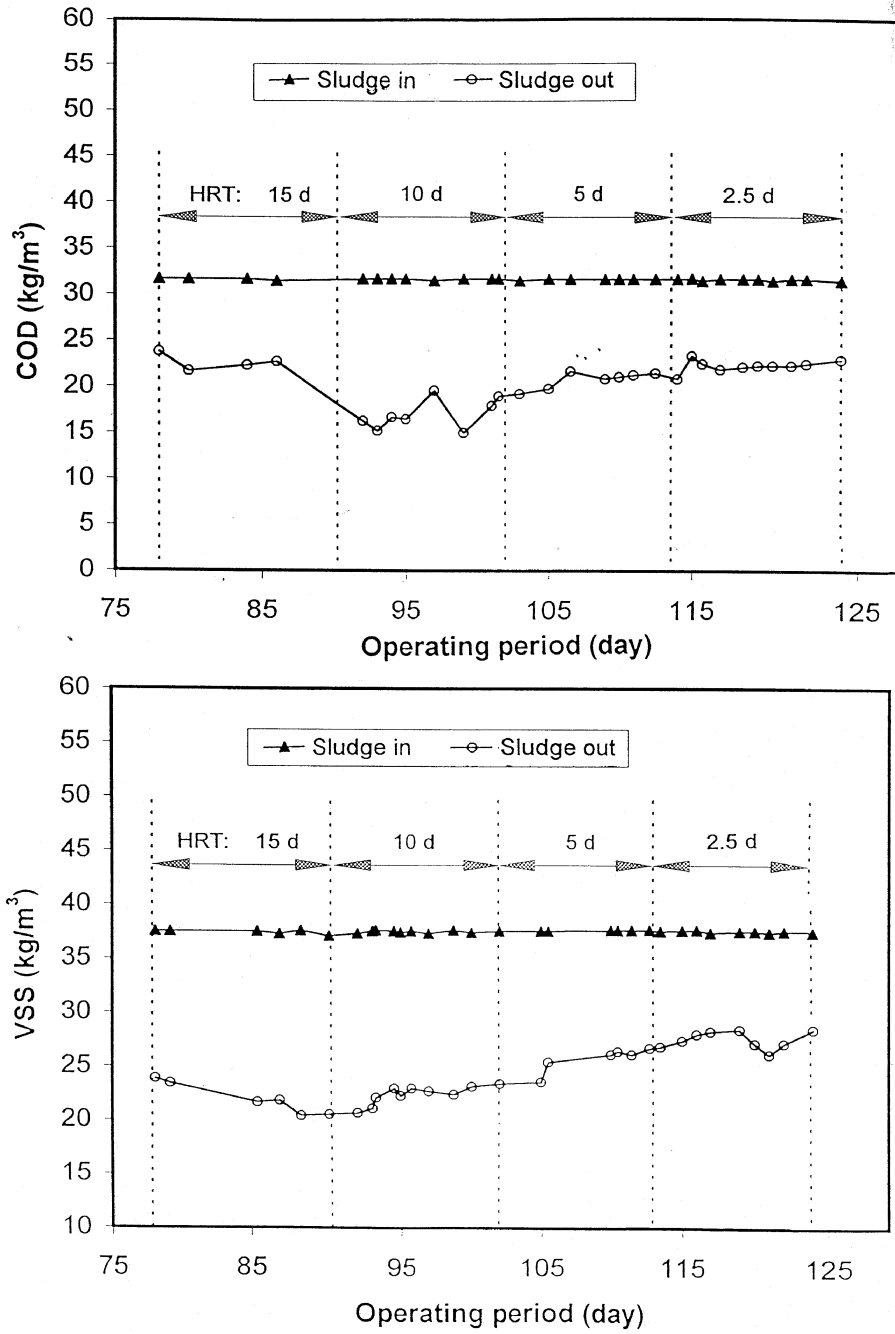 60
55
50
45
40
35
30
25
20
15
10
5
0
COD (kg/m³)
Sludge in Sludge out
HRT: 15 d 10 d 5 d 2.5 d
75 85 95 105 115 125
Operating period (day)
60
55
50
45
40
35
30
25
20
15
10
VSS (kg/m³)
Sludge in Sludge out
HRT: 15 d 10 d 5 d 2.5 d
75 85 95 105 115 125
Operating period (day)